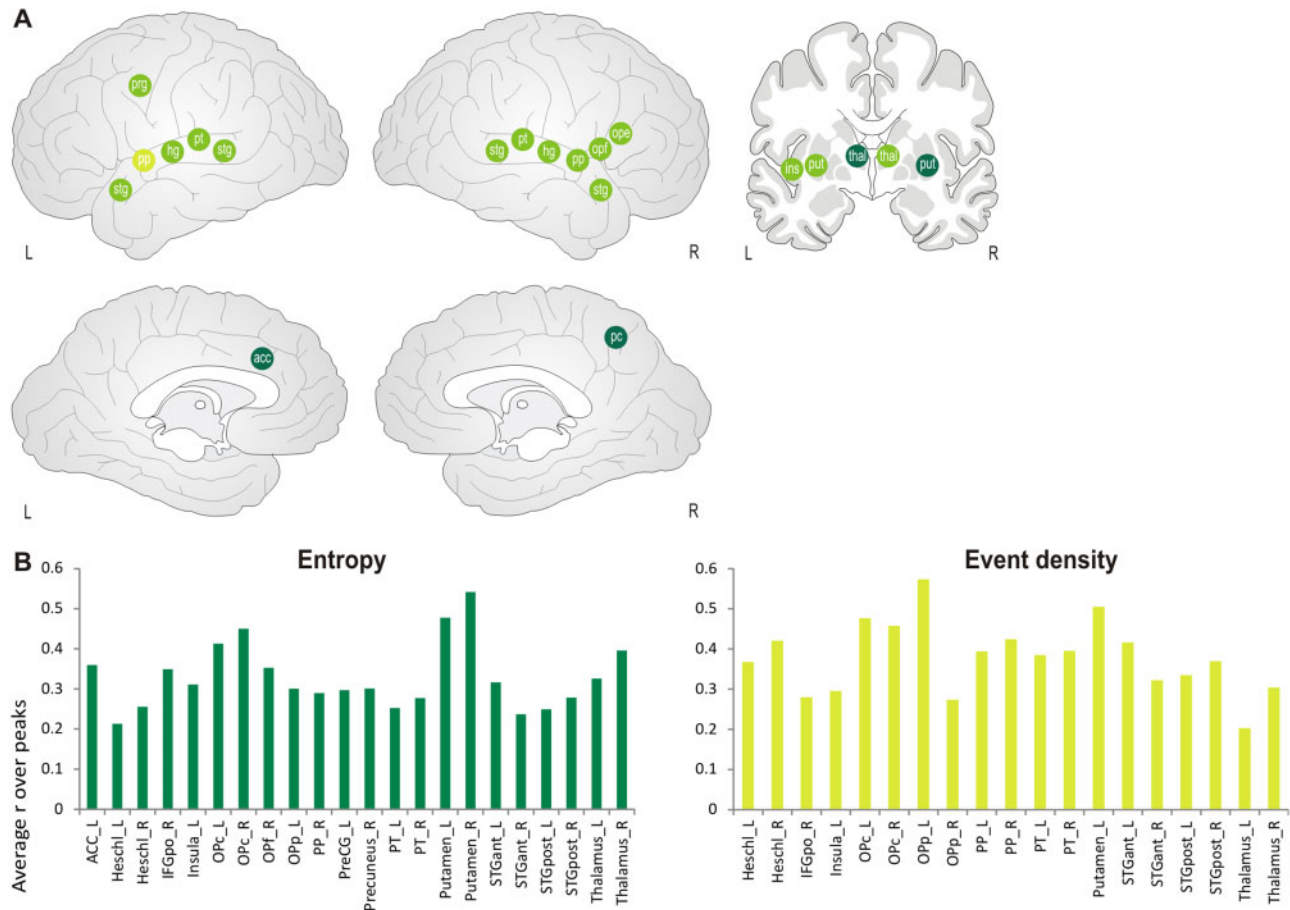 A
prg
pp
hg
pt
stg
stg
L
stg
pt
hg
pp
opf
ope
stg
R
ins
put
thal
thal
put
L
R
acc
L
pc
R
B
Entropy
Average r over peaks
0.6
0.5
0.4
0.3
0.2
0.1
0
ACC_L
Heschl_L
Heschl_R
IFGpo_R
Insula_L
OPc_L
OPc_R
OPf_R
OPp_L
PP_R
PreCG_L
Precuneus_R
PT_L
PT_R
Putamen_L
Putamen_R
STGant_L
STGant_R
STGpost_L
STGpost_R
Thalamus_L
Thalamus_R
Event density
0.6
0.5
0.4
0.3
0.2
0.1
0
Heschl_L
Heschl_R
IFGpo_R
Insula_L
OPc_L
OPc_R
OPp_L
OPp_R
PP_L
PP_R
PT_L
PT_R
Putamen_L
STGant_L
STGant_R
STGpost_L
STGpost_R
Thalamus_L
Thalamus_R